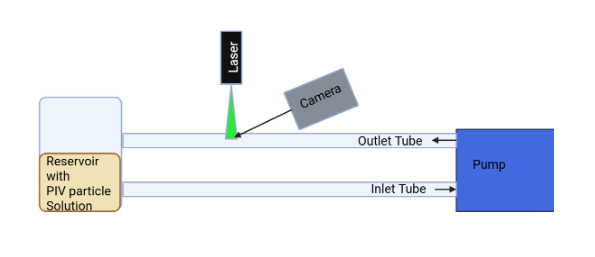 Laser
Camera
Outlet Tube
Reservoir
with
PIV particle
Solution
Pump
Inlet Tube